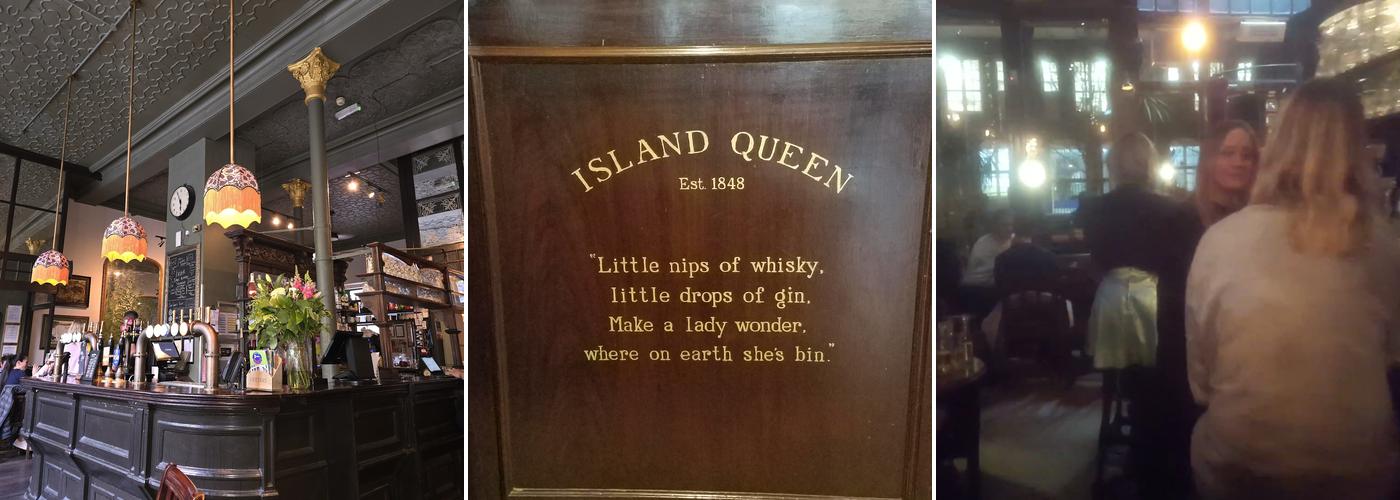 ISLAND QUEEN
Est. 1848
"Little nips of whisky,
little drops of gin,
Make a lady wonder,
where on earth she's bin."